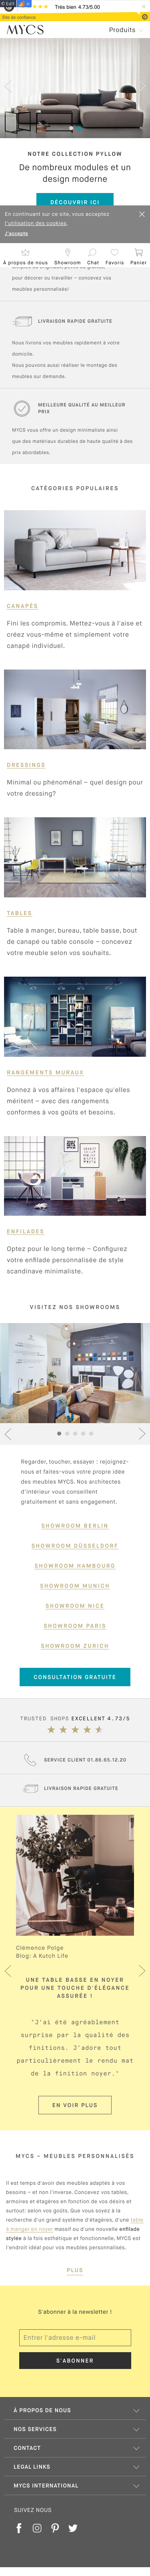 Edit
Très bien 4.73/5.00
Site de confiance
MYCS Produits
NOTRE COLLECTION PYLLOW
De nombreux modules et un
design moderne
DÉCOUVRIR ICI
En continuant sur ce site, vous acceptez
l'utilisation des cookies.
J'accepte
À propos de nous Showroom Chat Favoris Panier
pour décorer ou travailler – concevez vos
meubles personnalisés!
LIVRAISON RAPIDE GRATUITE
Nous livrons vos meubles rapidement à votre
domicile.
Nous pouvons aussi réaliser le montage des
meubles sur demande.
MEILLEURE QUALITÉ AU MEILLEUR
PRIX
MYCS vous offre un design minimaliste ainsi
que des matériaux durables de haute qualité à des
prix abordables.
CATÉGORIES POPULAIRES
CANAPÉS
Fini les compromis. Mettez-vous à l'aise et
créez vous-même et simplement votre
canapé individuel.
DRESSINGS
Minimal ou phénoménal – quel design pour
votre dressing?
TABLES
Table à manger, bureau, table basse, bout
de canapé ou table console – concevez
votre meuble selon vos souhaits.
RANGEMENTS MURAUX
Donnez à vos affaires l'espace qu'elles
méritent – avec des rangements
conformes à vos goûts et besoins.
ENFILADES
Optez pour le long terme – Configurez
votre enfilade personnalisée de style
scandinave minimaliste.
VISITEZ NOS SHOWROOMS
Regarder, toucher, essayer : rejoignez-
nous et faites-vous votre propre idée
des meubles MYCS. Nos architectes
d'intérieur vous conseillent
gratuitement et sans engagement.
SHOWROOM BERLIN
SHOWROOM DÜSSELDORF
SHOWROOM HAMBOURG
SHOWROOM MUNICH
SHOWROOM NICE
SHOWROOM PARIS
SHOWROOM ZURICH
CONSULTATION GRATUITE
TRUSTED SHOPS EXCELLENT 4.73/5
SERVICE CLIENT 01.86.65.12.20
LIVRAISON RAPIDE GRATUITE
Clémence Polge
Blog: A Kutch Life
UNE TABLE BASSE EN NOYER
POUR UNE TOUCHE D'ÉLÉGANCE
ASSURÉE !
"J'ai été agréablement
surprise par la qualité des
finitions. J'adore tout
particulièrement le rendu mat
de la finition noyer."
EN VOIR PLUS
MYCS – MEUBLES PERSONNALISÉS
Il est temps d'avoir des meubles adaptés à vos
besoins – et non l'inverse. Concevez vos tables,
armoires et étagères en fonction de vos désirs et
surtout: selon vos goûts. Que vous soyez à la
recherche d'un grand système d'étagères, d'une table
à manger en noyer massif ou d'une nouvelle enfilade
stylée à la fois esthétique et fonctionnelle, MYCS est
l'endroit idéal pour vos meubles personnalisés.
PLUS
S'abonner à la newsletter !
Entrer l'adresse e-mail
S'ABONNER
À PROPOS DE NOUS
NOS SERVICES
CONTACT
LEGAL LINKS
MYCS INTERNATIONAL
SUIVEZ NOUS